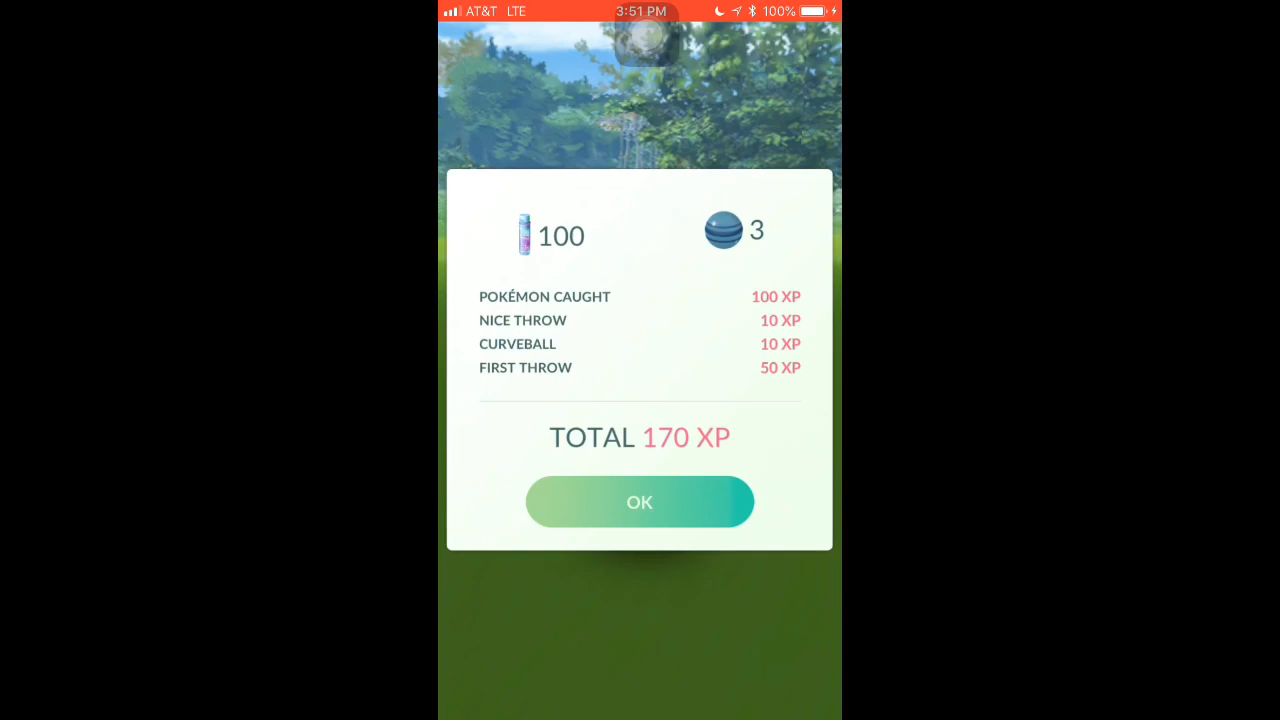 AT&T LTE 3:51 PM 100%
100 3
POKÉMON CAUGHT 100 XP
NICE THROW 10 XP
CURVEBALL 10 XP
FIRST THROW 50 XP
TOTAL 170 XP
OK